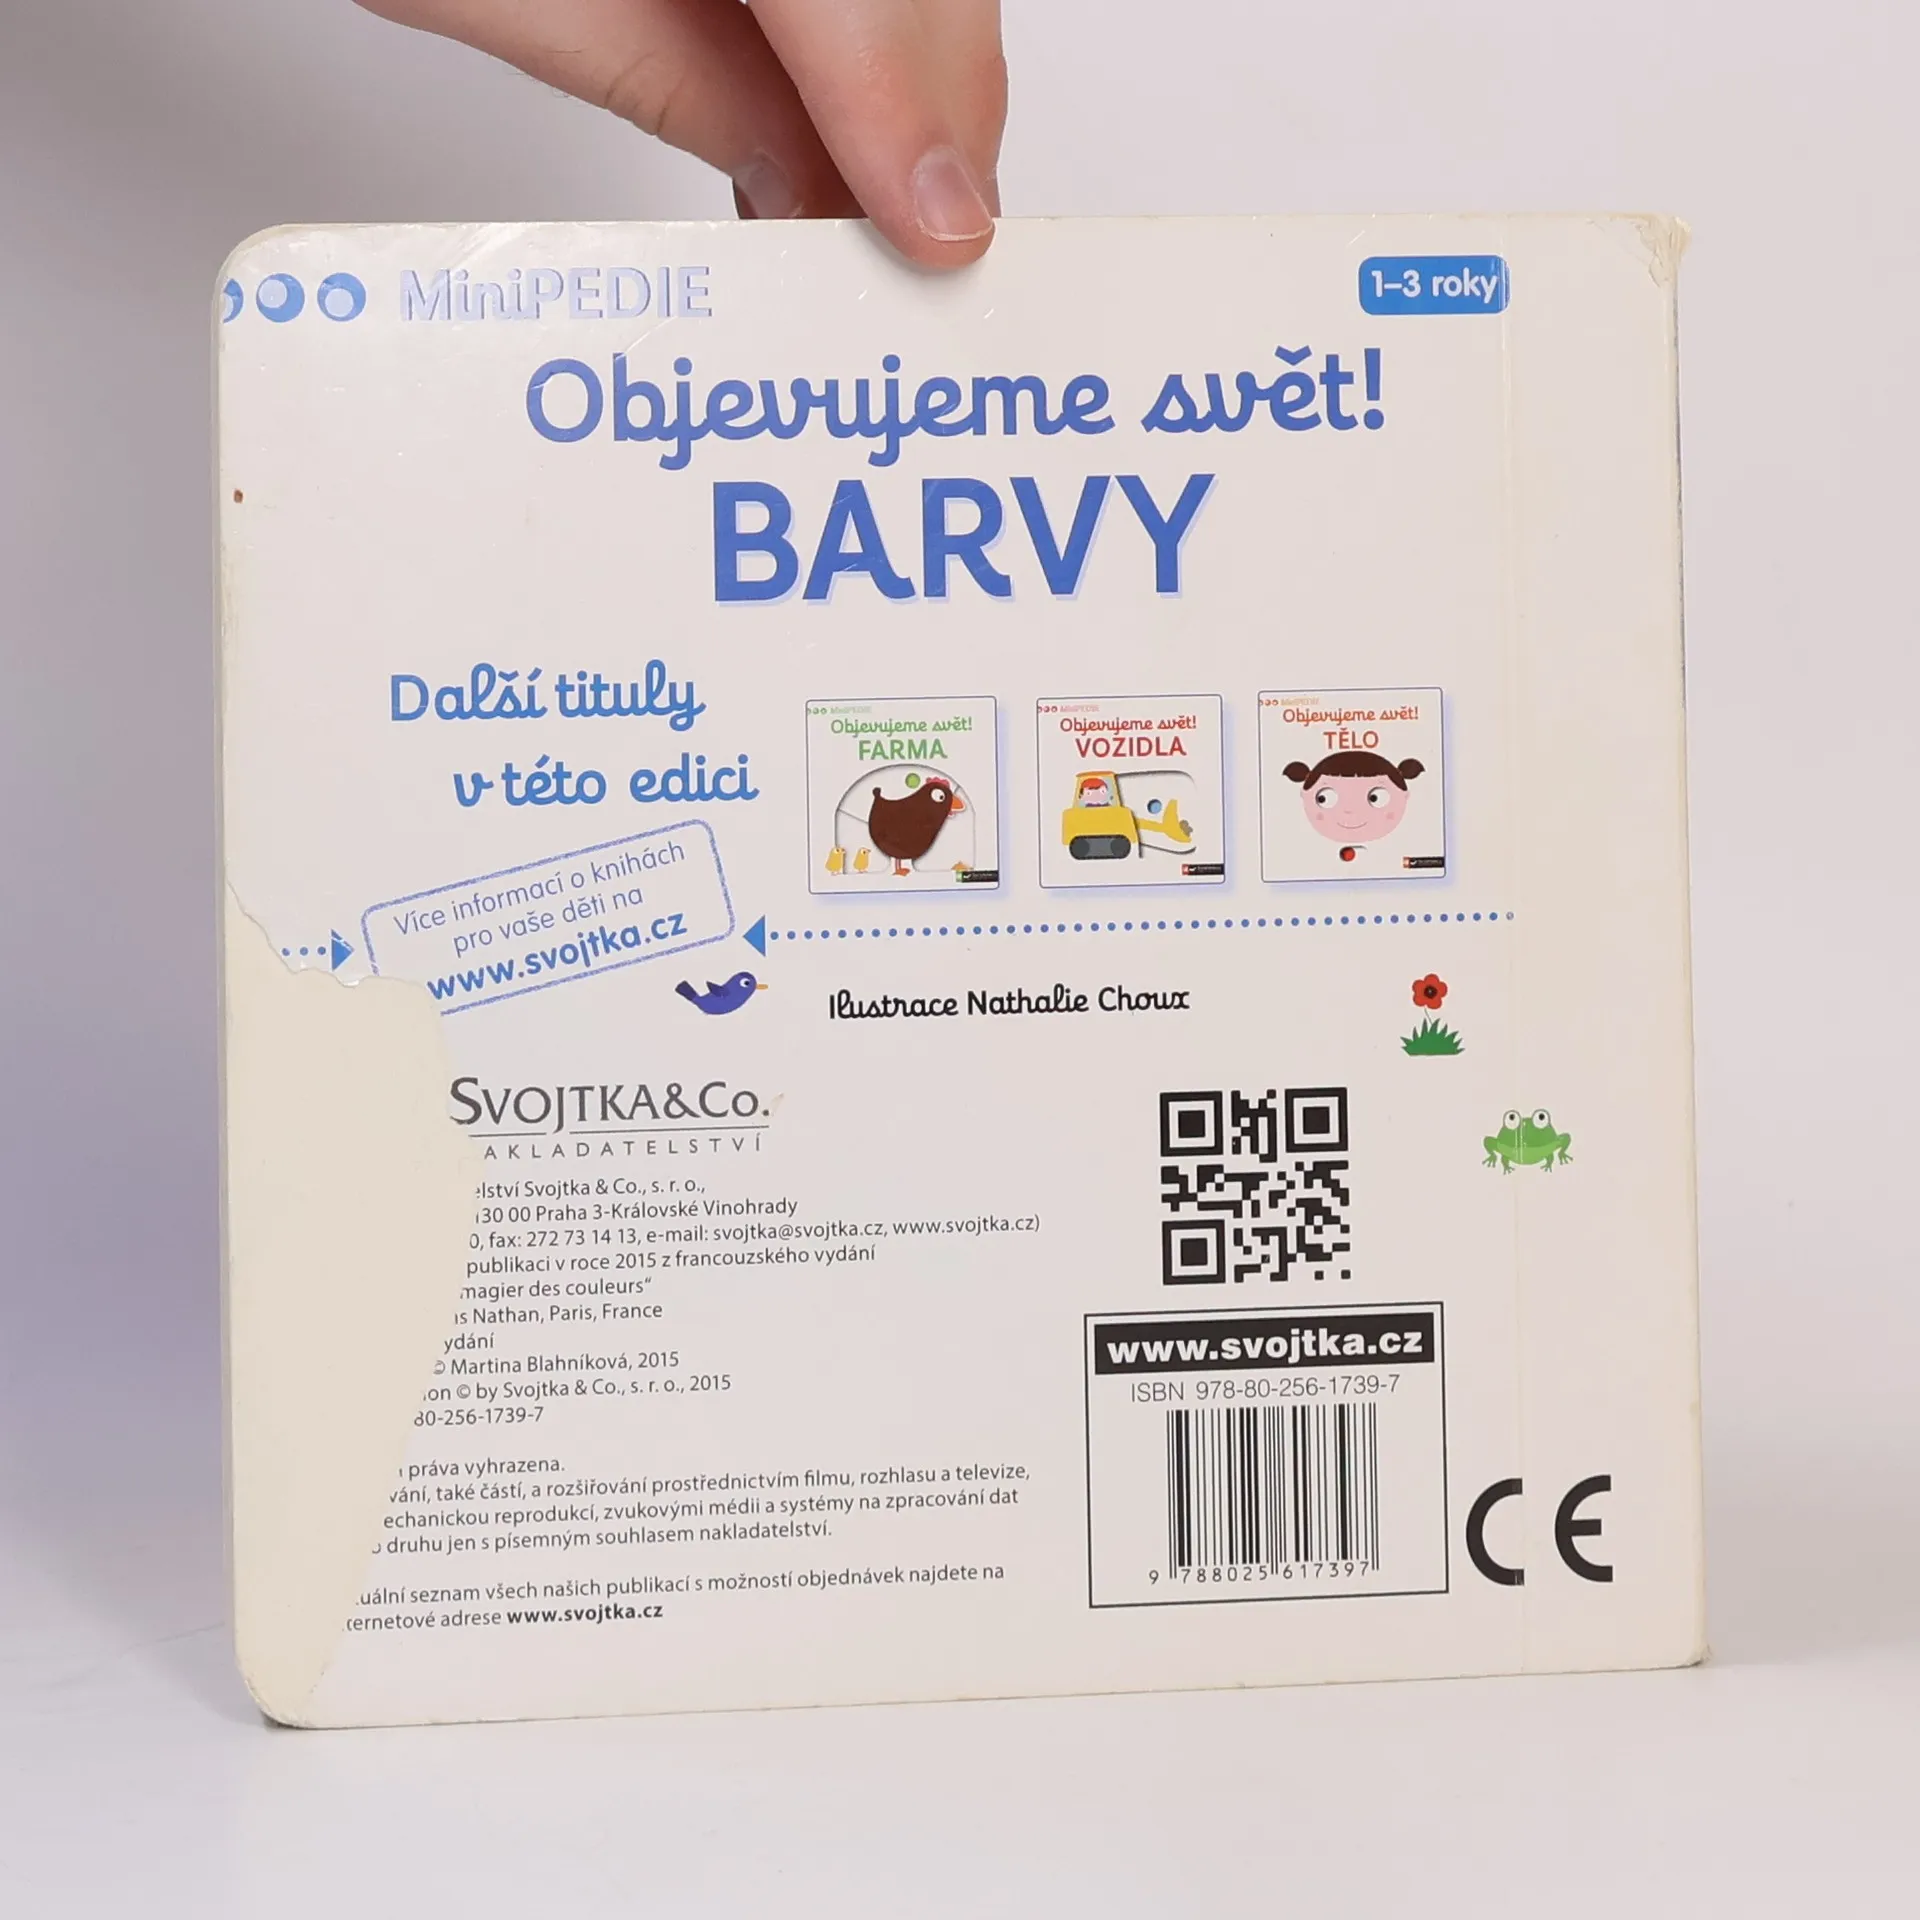 MiniPEDIE
1–3 roky
Objevujeme svět!
BARVY
Další tituly
v této edici
Objevujeme svět!
FARMA
MiniPEDIE
Objevujeme svět!
VOZIDLA
MiniPEDIE
Objevujeme svět!
TĚLO
Více informací o knihách
pro vaše děti na
www.svojtka.cz
Ilustrace Nathalie Choux
SVOJTKA&CO.
AKLADATELSTVÍ
elství Svojtka & Co., s. r. o.,
130 00 Praha 3-Královské Vinohrady
0, fax: 272 73 14 13, e-mail: svojtka@svojtka.cz, www.svojtka.cz)
publikaci v roce 2015 z francouzského vydání
magier des couleurs“
Nathan, Paris, France
ydání
© Martina Blahníková, 2015
ion © by Svojtka & Co., s. r. o., 2015
80-256-1739-7
práva vyhrazena.
vání, také částí, a rozšiřování prostřednictvím filmu, rozhlasu a televize,
echanickou reprodukcí, zvukovými médii a systémy na zpracování dat
druhu jen s písemným souhlasem nakladatelství.
uální seznam všech našich publikací s možností objednávek najdete na
ternetové adrese www.svojtka.cz
www.svojtka.cz
ISBN 978-80-256-1739-7
9 788025 617397
CE